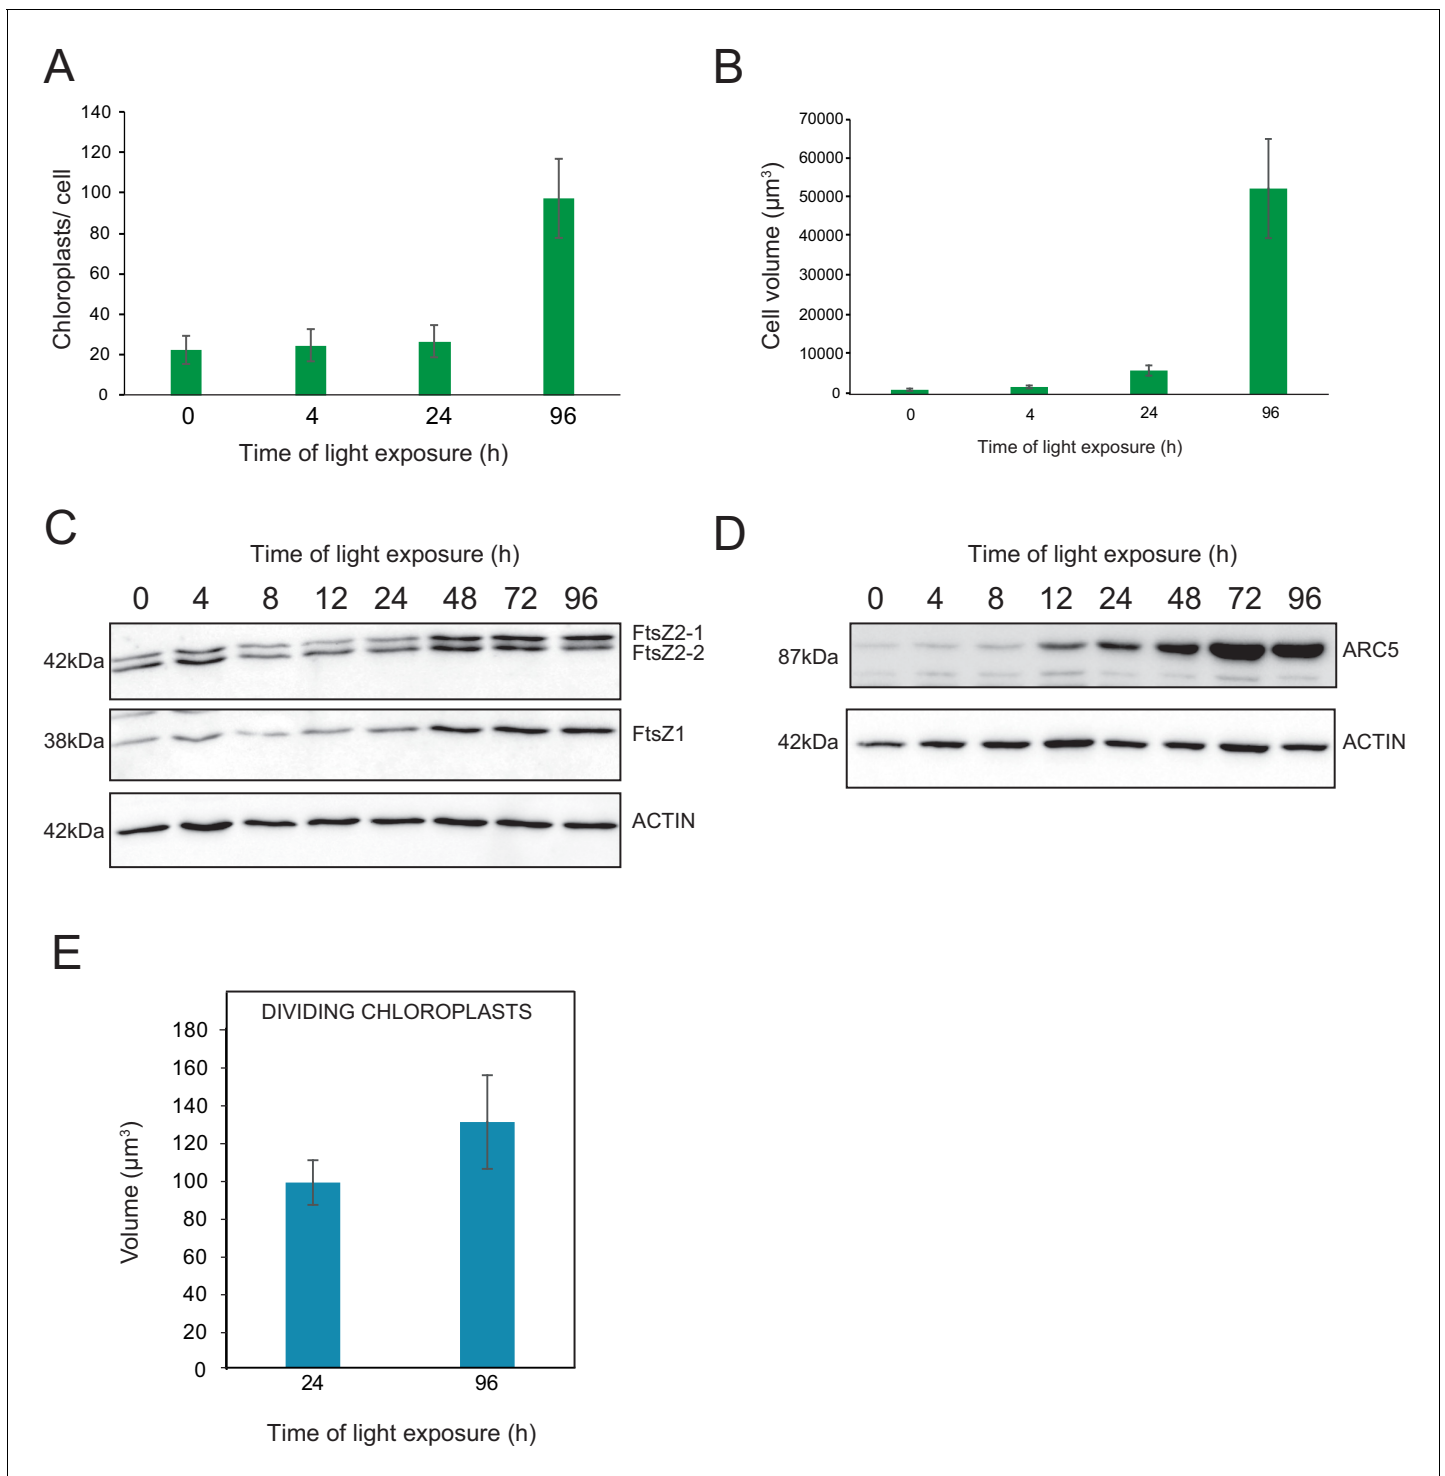 A
140
120
100
80
60
40
20
0
Chloroplasts/ cell
0 4 24 96
Time of light exposure (h)
B
70000
60000
50000
40000
30000
20000
10000
0
Cell volume (µm³)
0 4 24 96
Time of light exposure (h)
C
Time of light exposure (h)
0 4 8 12 24 48 72 96
42kDa
FtsZ2-1
FtsZ2-2
38kDa
FtsZ1
42kDa
ACTIN
D
Time of light exposure (h)
0 4 8 12 24 48 72 96
87kDa
ARC5
42kDa
ACTIN
E
DIVIDING CHLOROPLASTS
180
160
140
120
100
80
60
40
20
0
Volume (µm³)
24 96
Time of light exposure (h)